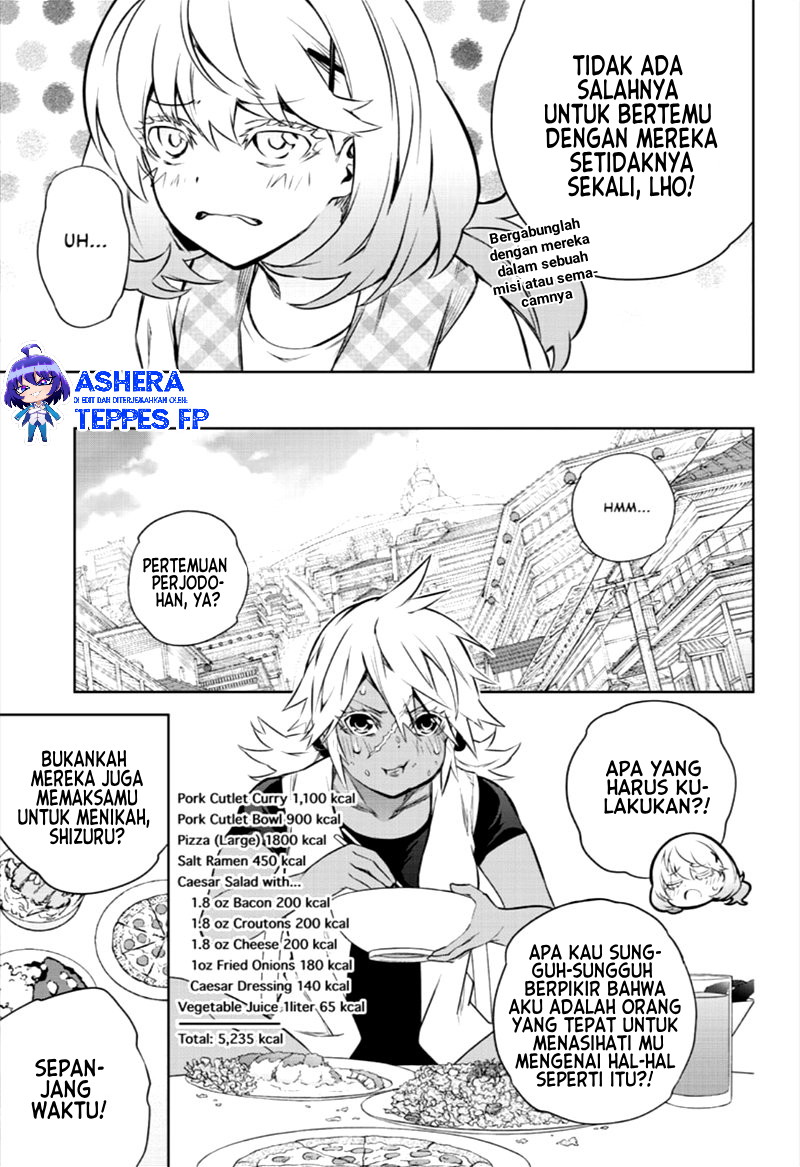 TIDAK ADA
SALAHNYA
UNTUK BERTEMU
DENGAN MEREKA
SETIDAKNYA
SEKALI, LHO!
Bergabunglah
dengan mereka
dalam sebuah
misi atau sema-
camnya
UH...
ASHERA
DI EDIT DAN DITERJEMAHKAN OLEH:
TEPPES FP
HMM...
PERTEMUAN
PERJODO-
HAN, YA?
APA YANG
HARUS KU-
LAKUKAN?!
BUKANKAH
MEREKA JUGA
MEMAKSAMU
UNTUK MENIKAH,
SHIZURU?
Pork Cutlet Curry 1,100 kcal
Pork Cutlet Bowl 900 kcal
Pizza (Large) 1800 kcal
Salt Ramen 450 kcal
Caesar Salad with...
1.8 oz Bacon 200 kcal
1.8 oz Croutons 200 kcal
1.8 oz Cheese 200 kcal
1oz Fried Onions 180 kcal
Caesar Dressing 140 kcal
Vegetable Juice 1liter 65 kcal
Total: 5,235 kcal
APA KAU SUNG-
GUH-SUNGGUH
BERPIKIR BAHWA
AKU ADALAH ORANG
YANG TEPAT UNTUK
MENASIHATI MU
MENGENAI HAL-HAL
SEPERTI ITU?!
SEPAN-
JANG
WAKTU!